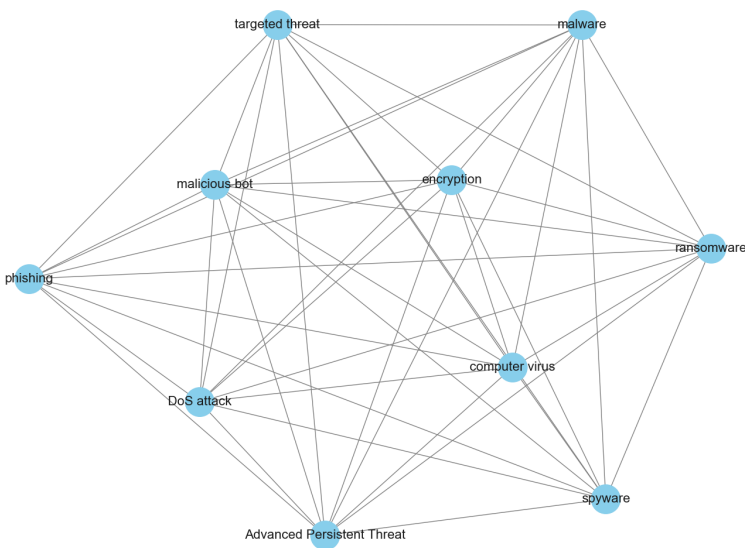 targeted threat
malware
encryption
malicious bot
ransomware
phishing
computer virus
DoS attack
spyware
Advanced Persistent Threat